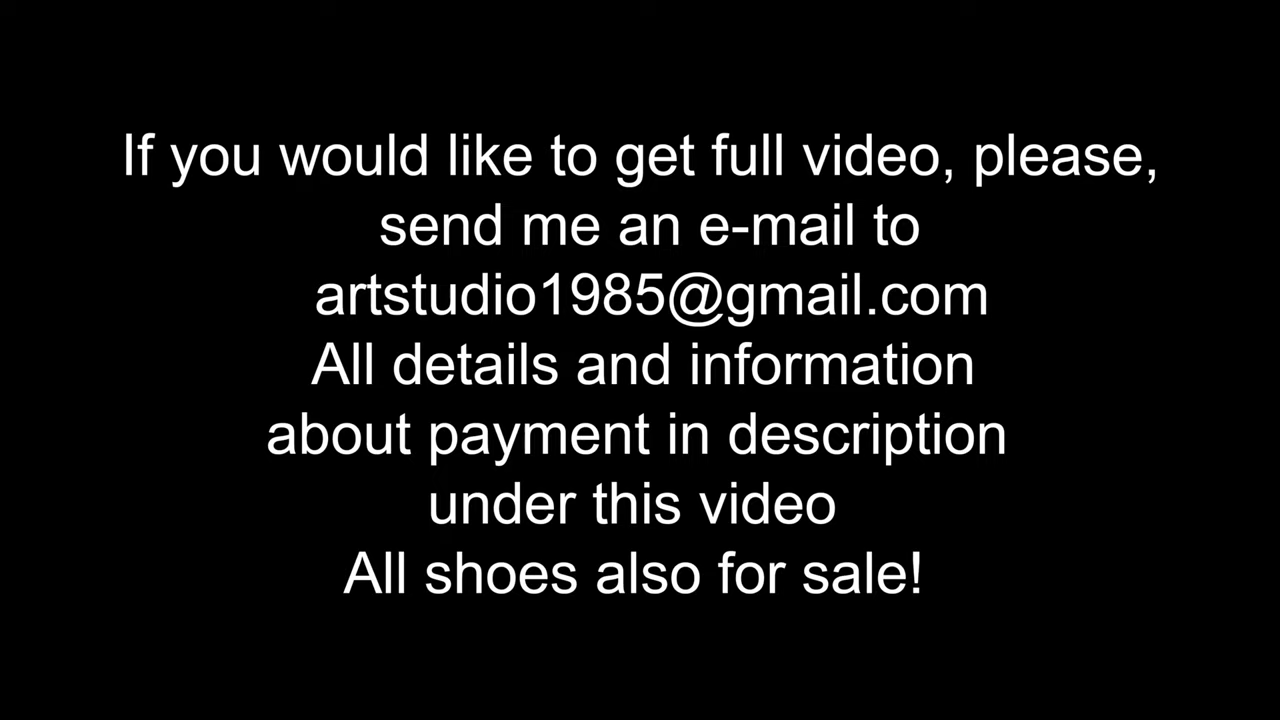 If you would like to get full video, please,
send me an e-mail to
artstudio1985@gmail.com
All details and information
about payment in description
under this video
All shoes also for sale!